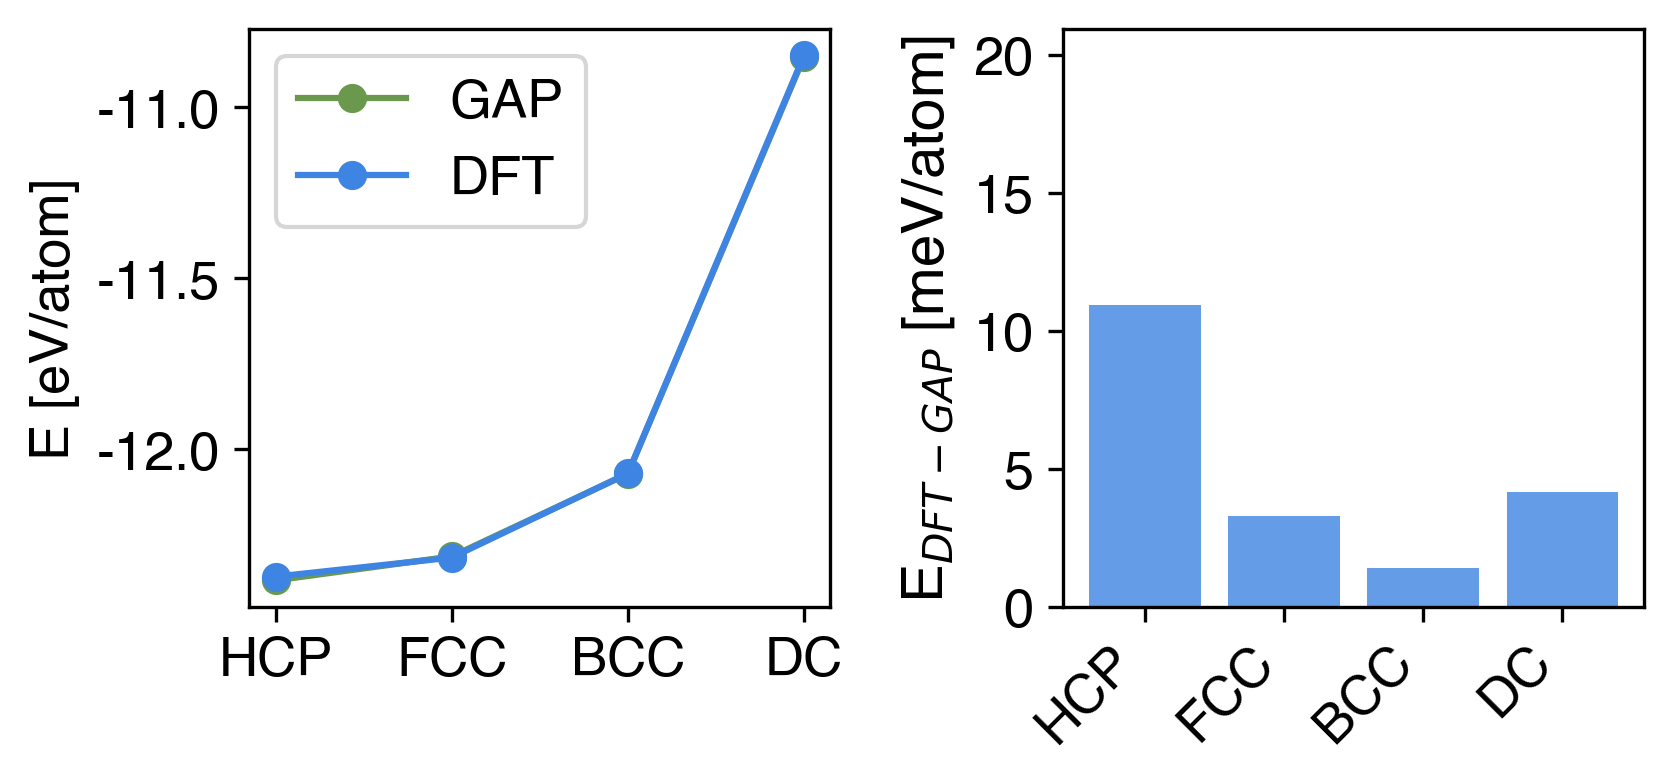 E [eV/atom]
-11.0
-11.5
-12.0
GAP
DFT
HCP FCC BCC DC
E_{DFT − GAP} [meV/atom]
20
15
10
5
0
HCP FCC BCC DC